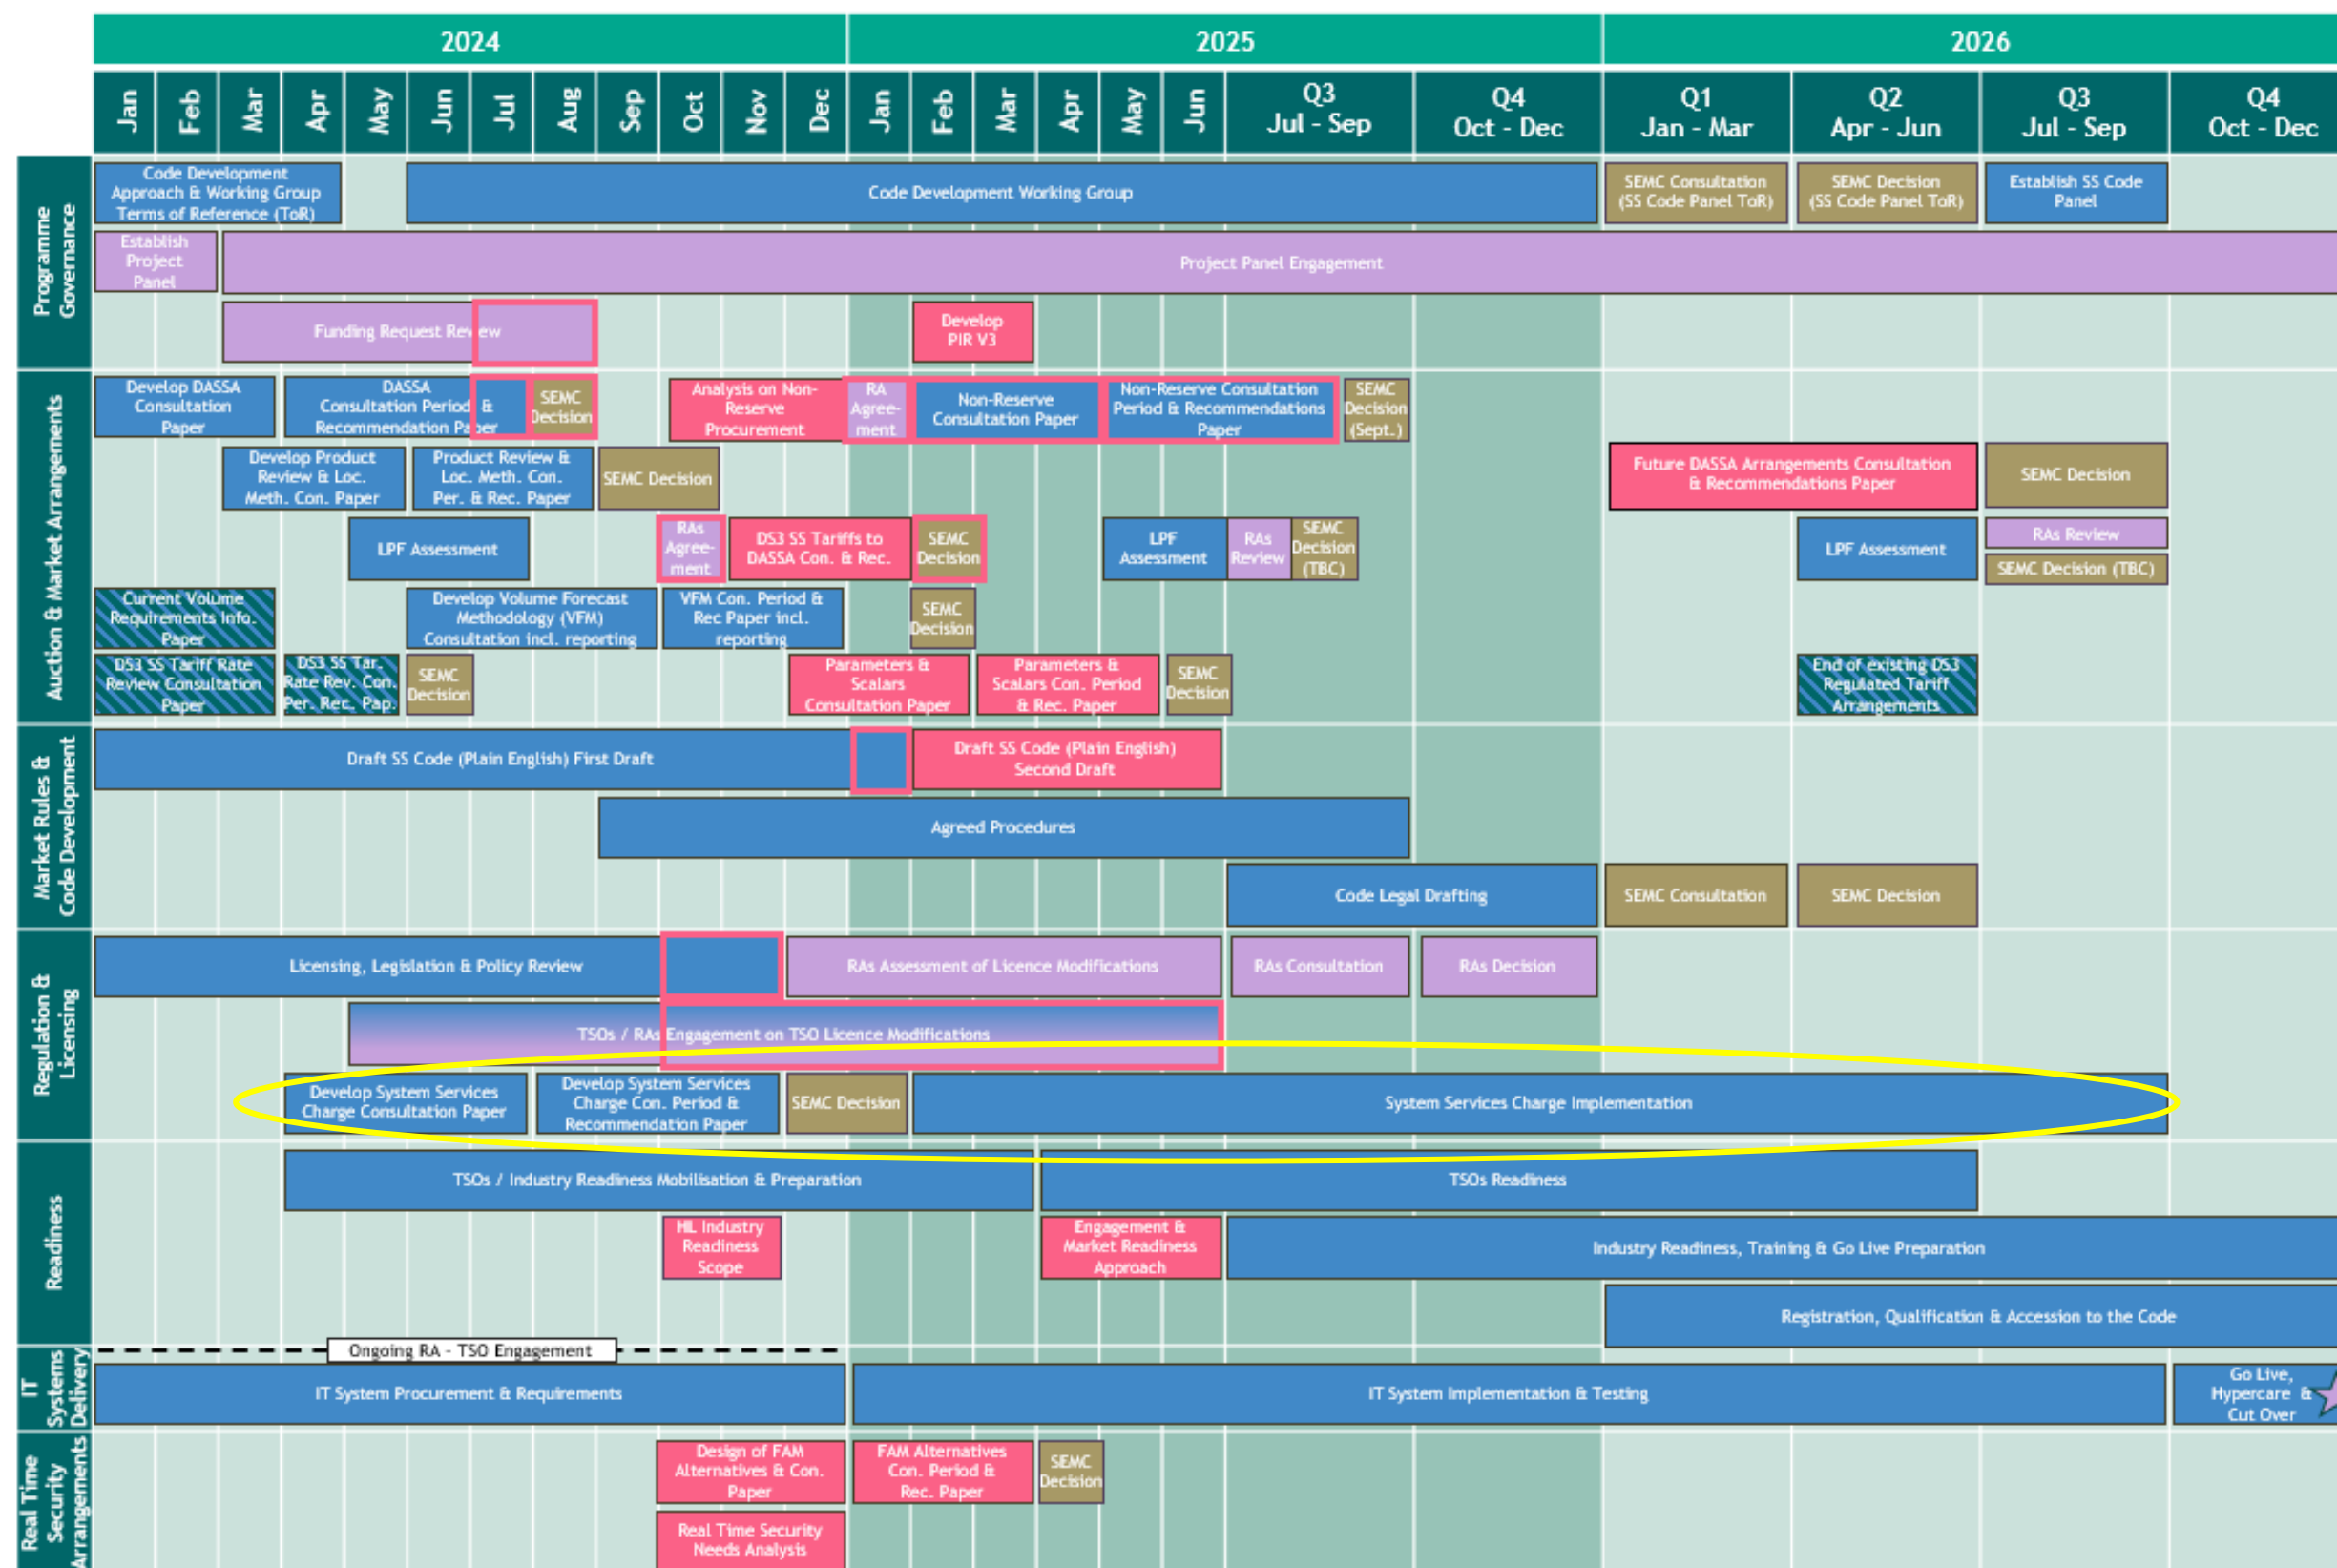 2024
2025
2026
Jan
Feb
Mar
Apr
May
Jun
Jul
Aug
Sep
Oct
Nov
Dec
Jan
Feb
Mar
Apr
May
Jun
Q3
Jul - Sep
Q4
Oct - Dec
Q1
Jan - Mar
Q2
Apr - Jun
Q3
Jul - Sep
Q4
Oct - Dec
Programme
Governance
Code Development
Approach & Working Group
Terms of Reference (ToR)
Code Development Working Group
SEMC Consultation
(SS Code Panel ToR)
SEMC Decision
(SS Code Panel ToR)
Establish SS Code
Panel
Establish
Project
Panel
Project Panel Engagement
Funding Request Review
Develop
PIR V3
Auction & Market Arrangements
Develop DASSA
Consultation
Paper
DASSA
Consultation Period &
Recommendation Paper
SEMC
Decision
Analysis on Non-
Reserve
Procurement
RA
Agree-
ment
Non-Reserve
Consultation Paper
Non-Reserve Consultation
Period & Recommendations
Paper
SEMC
Decision
(Sept.)
Develop Product
Review & Loc.
Meth. Con. Paper
Product Review &
Loc. Meth. Con.
Per. & Rec. Paper
SEMC Decision
Future DASSA Arrangements Consultation
& Recommendations Paper
SEMC Decision
LPF Assessment
RAs
Agree-
ment
DS3 SS Tariffs to
DASSA Con. & Rec.
SEMC
Decision
LPF
Assessment
RAs
Review
SEMC
Decision
(TBC)
LPF Assessment
RAs Review
SEMC Decision (TBC)
Current Volume
Requirements Info.
Paper
Develop Volume Forecast
Methodology (VFM)
Consultation incl. reporting
VFM Con. Period &
Rec Paper incl.
reporting
SEMC
Decision
DS3 SS Tariff Rate
Review Consultation
Paper
DS3 SS Tar.
Rate Rev. Con.
Per. Rec. Pap.
SEMC
Decision
Parameters &
Scalars
Consultation Paper
Parameters &
Scalars Con. Period
& Rec. Paper
SEMC
Decision
End of existing DS3
Regulated Tariff
Arrangements
Market Rules &
Code Development
Draft SS Code (Plain English) First Draft
Draft SS Code (Plain English)
Second Draft
Agreed Procedures
Code Legal Drafting
SEMC Consultation
SEMC Decision
Regulation &
Licensing
Licensing, Legislation & Policy Review
RAs Assessment of Licence Modifications
RAs Consultation
RAs Decision
TSOs / RAs Engagement on TSO Licence Modifications
Develop System Services
Charge Consultation Paper
Develop System Services
Charge Con. Period &
Recommendation Paper
SEMC Decision
System Services Charge Implementation
Readiness
TSOs / Industry Readiness Mobilisation & Preparation
TSOs Readiness
HL Industry
Readiness
Scope
Engagement &
Market Readiness
Approach
Industry Readiness, Training & Go Live Preparation
Registration, Qualification & Accession to the Code
Ongoing RA - TSO Engagement
IT
Systems
Delivery
IT System Procurement & Requirements
IT System Implementation & Testing
Go Live,
Hypercare &
Cut Over
Real Time
Security
Arrangements
Design of FAM
Alternatives & Con.
Paper
FAM Alternatives
Con. Period &
Rec. Paper
SEMC
Decision
Real Time Security
Needs Analysis